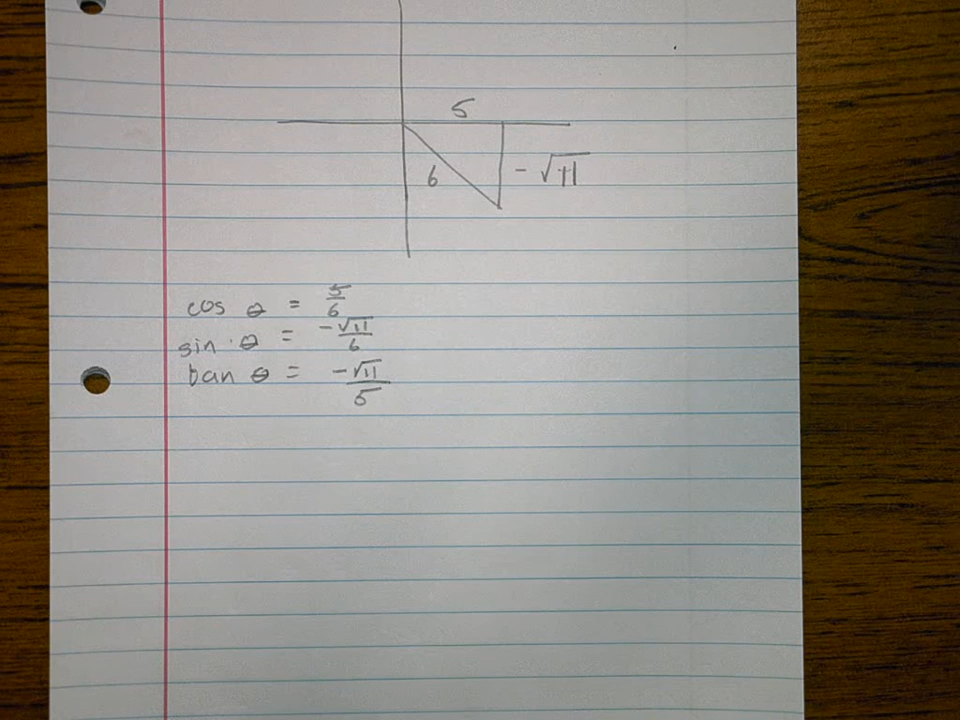 5
6 -√11
cos θ = 5/6
sin θ = -√11/6
tan θ = -√11/5